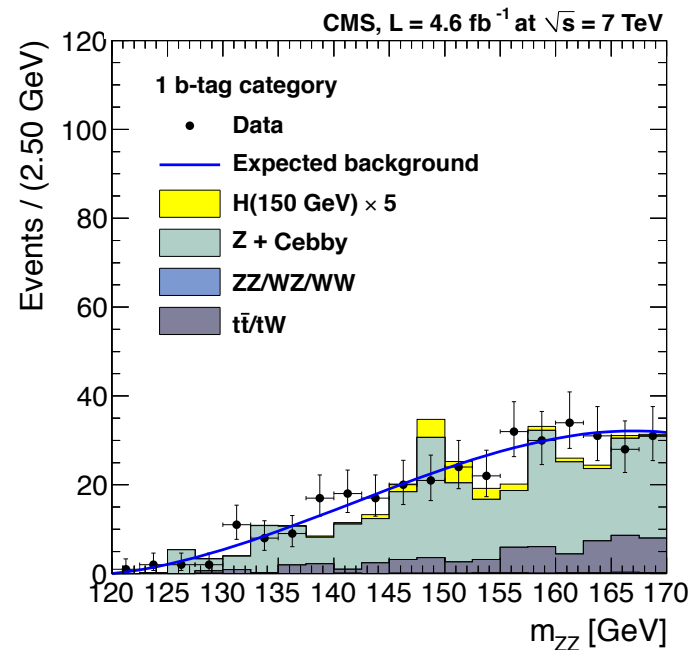 CMS, L = 4.6 fb⁻¹ at √s = 7 TeV
Events / (2.50 GeV)
120
100
80
60
40
20
0
1 b-tag category
Data
Expected background
H(150 GeV) × 5
Z + Cebby
ZZ/WZ/WW
tt̅/tW
120 125 130 135 140 145 150 155 160 165 170
m_ZZ [GeV]